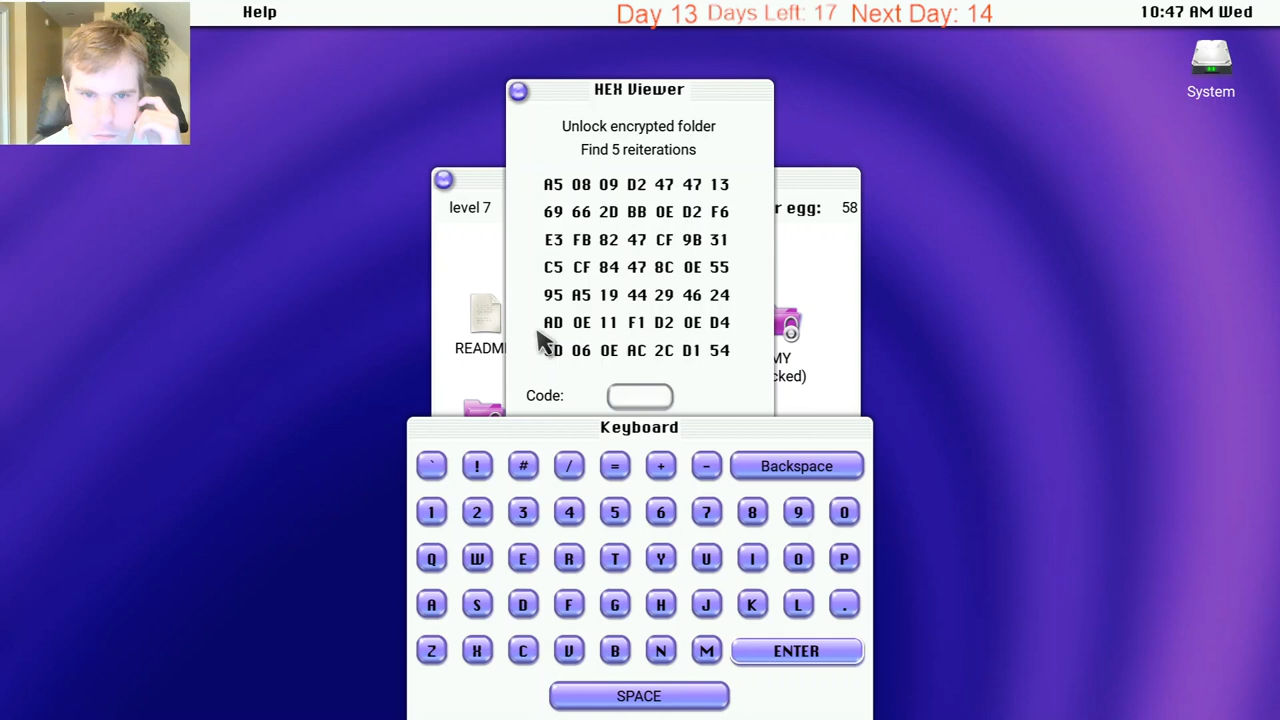 Help
Day 13 Days Left: 17 Next Day: 14
10:47 AM Wed
System
HEX Viewer
Unlock encrypted folder
Find 5 reiterations
level 7
r egg: 58
A5 08 09 D2 47 47 13
69 66 2D BB 0E D2 F6
E3 FB 82 47 CF 9B 31
C5 CF 84 47 8C 0E 55
95 A5 19 44 29 46 24
AD 0E 11 F1 D2 0E D4
D 06 0E AC 2C D1 54
READM
MY
cked)
Code:
Keyboard
` ! # / = + - Backspace
1 2 3 4 5 6 7 8 9 0
Q W E R T Y U I O P
A S D F G H J K L .
Z X C V B N M ENTER
SPACE